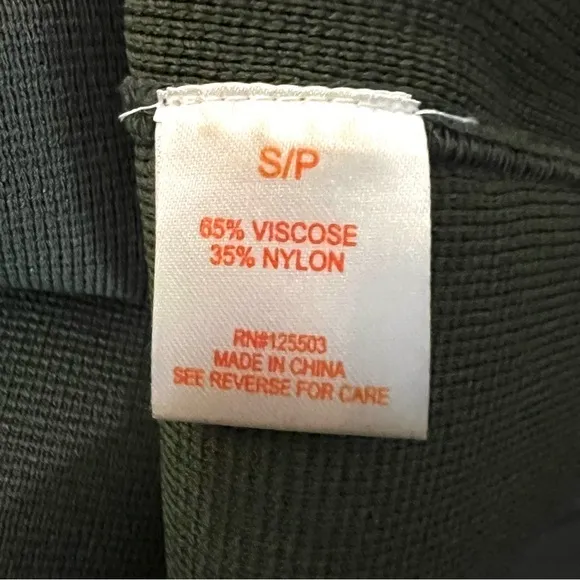 S/P
65% VISCOSE
35% NYLON
RN#125503
MADE IN CHINA
SEE REVERSE FOR CARE